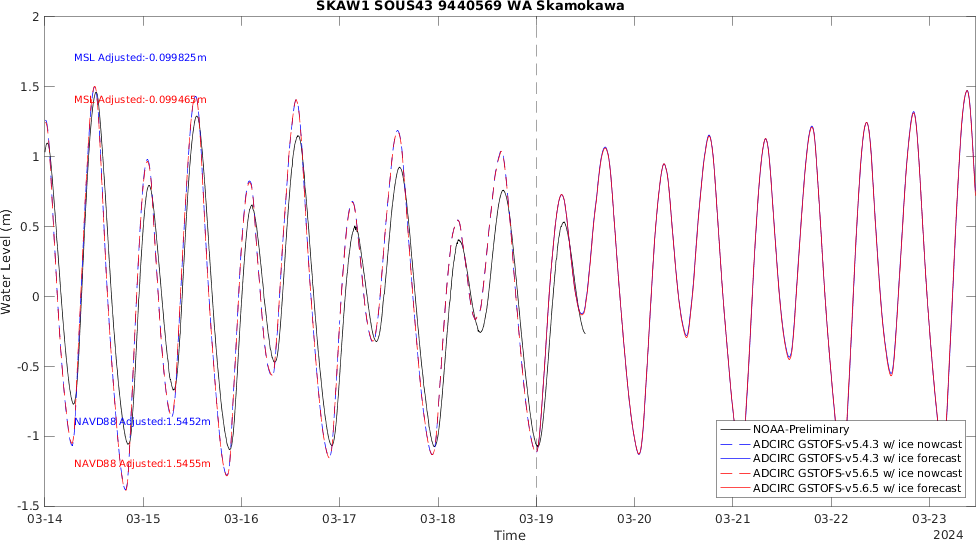 SKAW1 SOUS43 9440569 WA Skamokawa
2
1.5
1
0.5
0
-0.5
-1
-1.5
Water Level (m)
MSL Adjusted:-0.099825m
MSL Adjusted:-0.099465m
NAVD88 Adjusted:1.5452m
NAVD88 Adjusted:1.5455m
NOAA-Preliminary
ADCIRC GSTOFS-v5.4.3 w/ ice nowcast
ADCIRC GSTOFS-v5.4.3 w/ ice forecast
ADCIRC GSTOFS-v5.6.5 w/ ice nowcast
ADCIRC GSTOFS-v5.6.5 w/ ice forecast
03-14 03-15 03-16 03-17 03-18 03-19 03-20 03-21 03-22 03-23
Time
2024